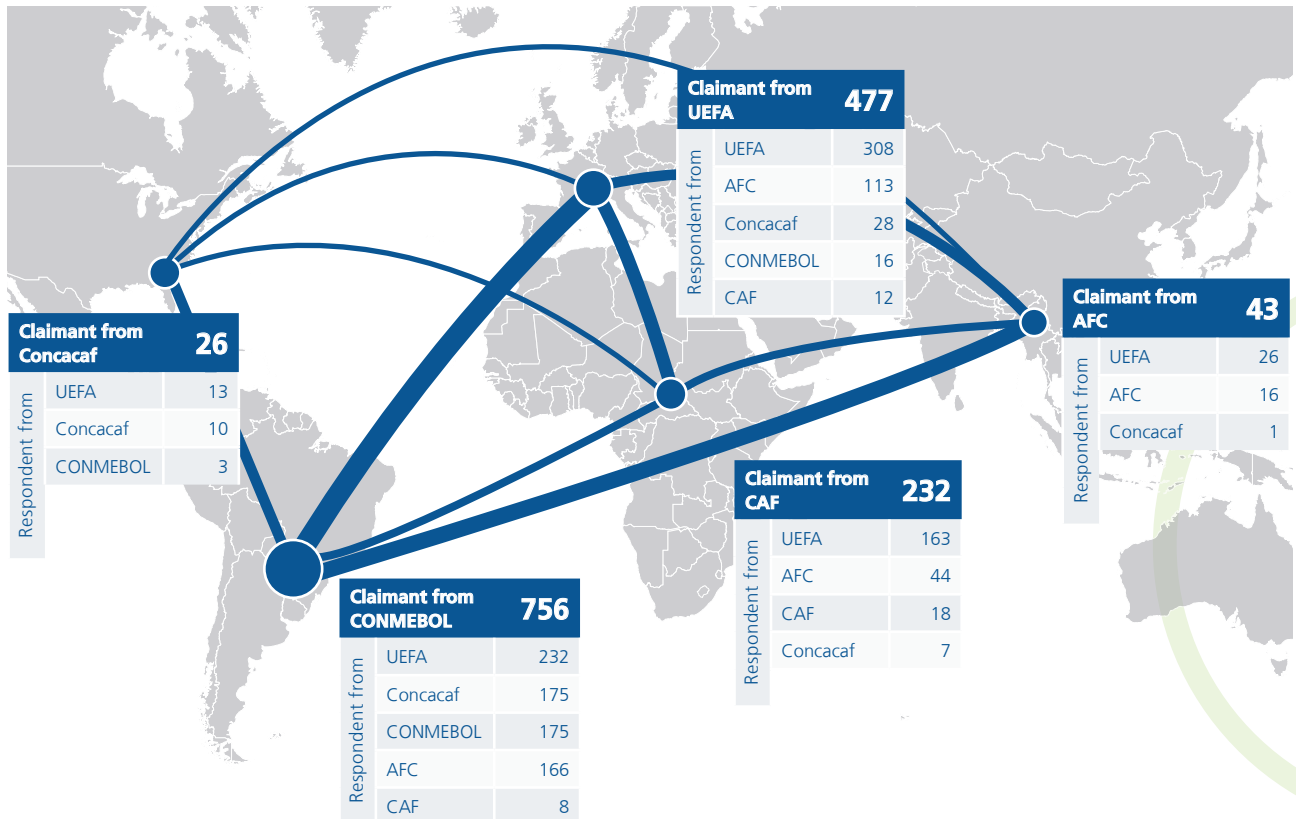 Claimant from
UEFA
477
Respondent from
UEFA 308
AFC 113
Concacaf 28
CONMEBOL 16
CAF 12
Claimant from
AFC
43
Respondent from
UEFA 26
AFC 16
Concacaf 1
Claimant from
Concacaf
26
Respondent from
UEFA 13
Concacaf 10
CONMEBOL 3
Claimant from
CAF
232
Respondent from
UEFA 163
AFC 44
CAF 18
Concacaf 7
Claimant from
CONMEBOL
756
Respondent from
UEFA 232
Concacaf 175
CONMEBOL 175
AFC 166
CAF 8